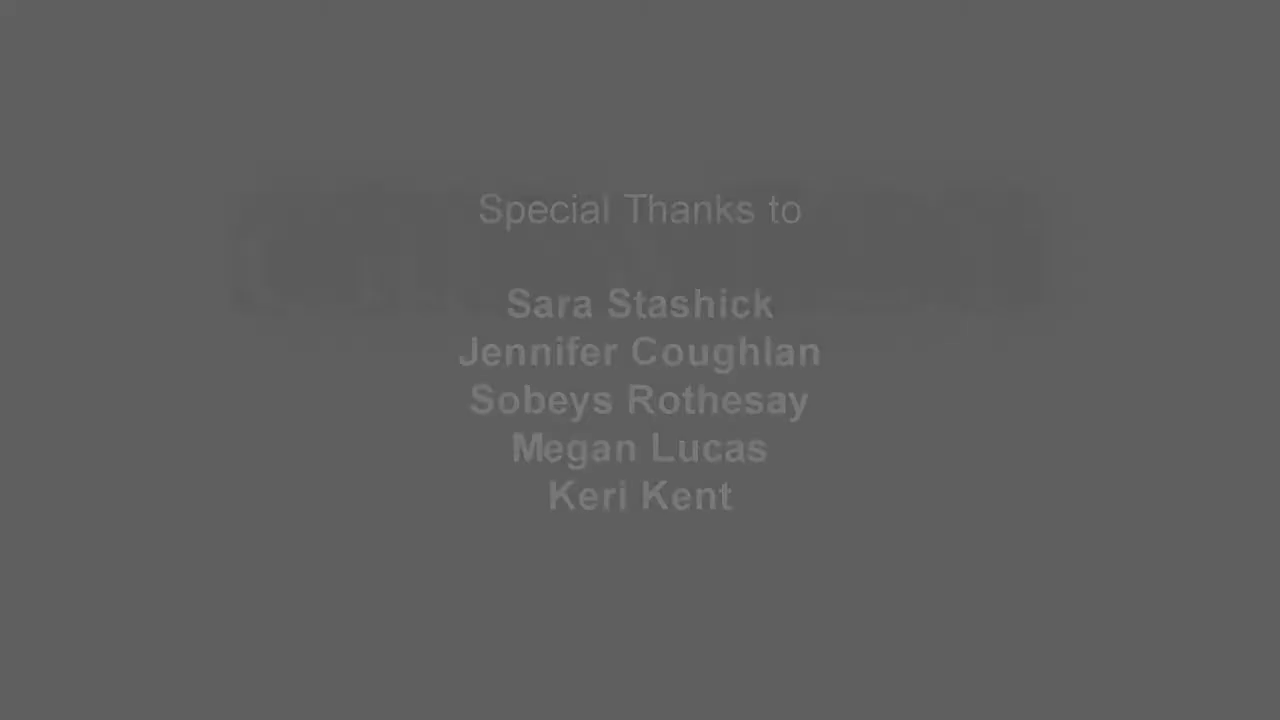 Special Thanks to
Sara Stashick
Jennifer Coughlan
Sobeys Rothesay
Megan Lucas
Keri Kent